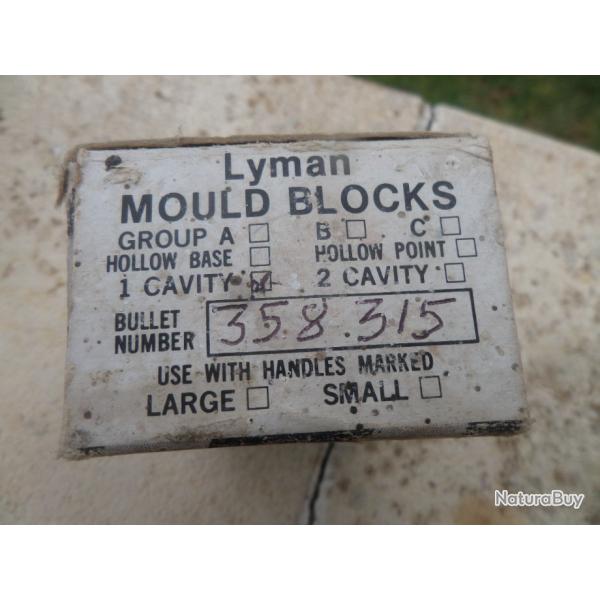 Lyman
MOULD BLOCKS
GROUP A ☐ B ☐ C ☐
HOLLOW BASE ☐ HOLLOW POINT ☐
1 CAVITY ☒ 2 CAVITY ☐
BULLET NUMBER 358.315
USE WITH HANDLES MARKED
LARGE ☐ SMALL ☐
NaturaBuy